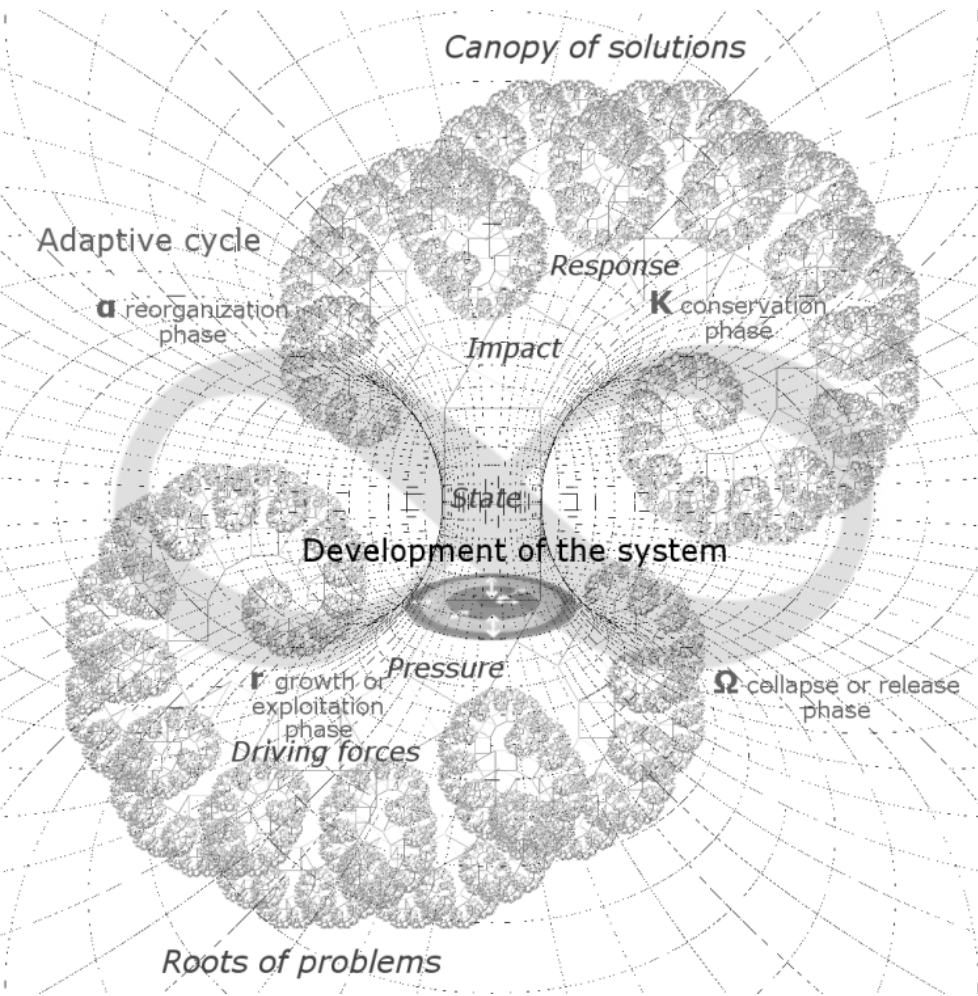 Canopy of solutions
Adaptive cycle
Response
α reorganization
phase
K conservation
phase
Impact
State
Development of the system
Pressure
r growth or
exploitation
phase
Ω collapse or release
phase
Driving forces
Roots of problems